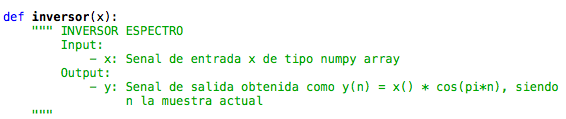 def inversor(x):
""" INVERSOR ESPECTRO
Input:
- x: Senal de entrada x de tipo numpy array
Output:
- y: Senal de salida obtenida como y(n) = x() * cos(pi*n), siendo
n la muestra actual
"""